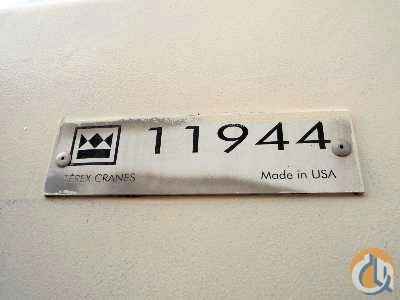 11944
TEREX CRANES
Made in USA